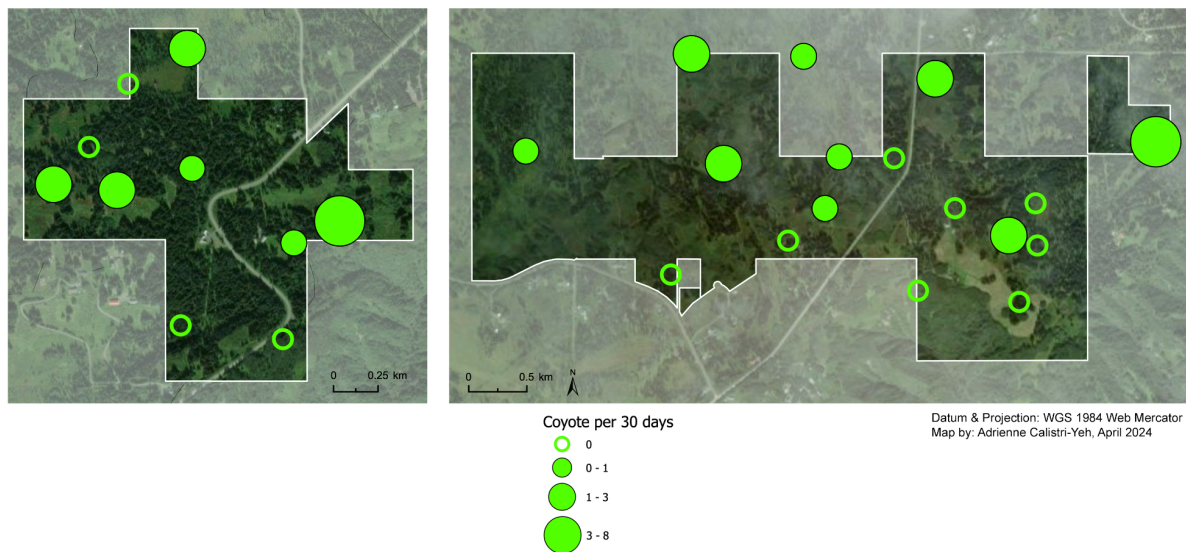 0 0.25 km
0 0.5 km
N
Coyote per 30 days
0
0 - 1
1 - 3
3 - 8
Datum & Projection: WGS 1984 Web Mercator
Map by: Adrienne Calistri-Yeh, April 2024